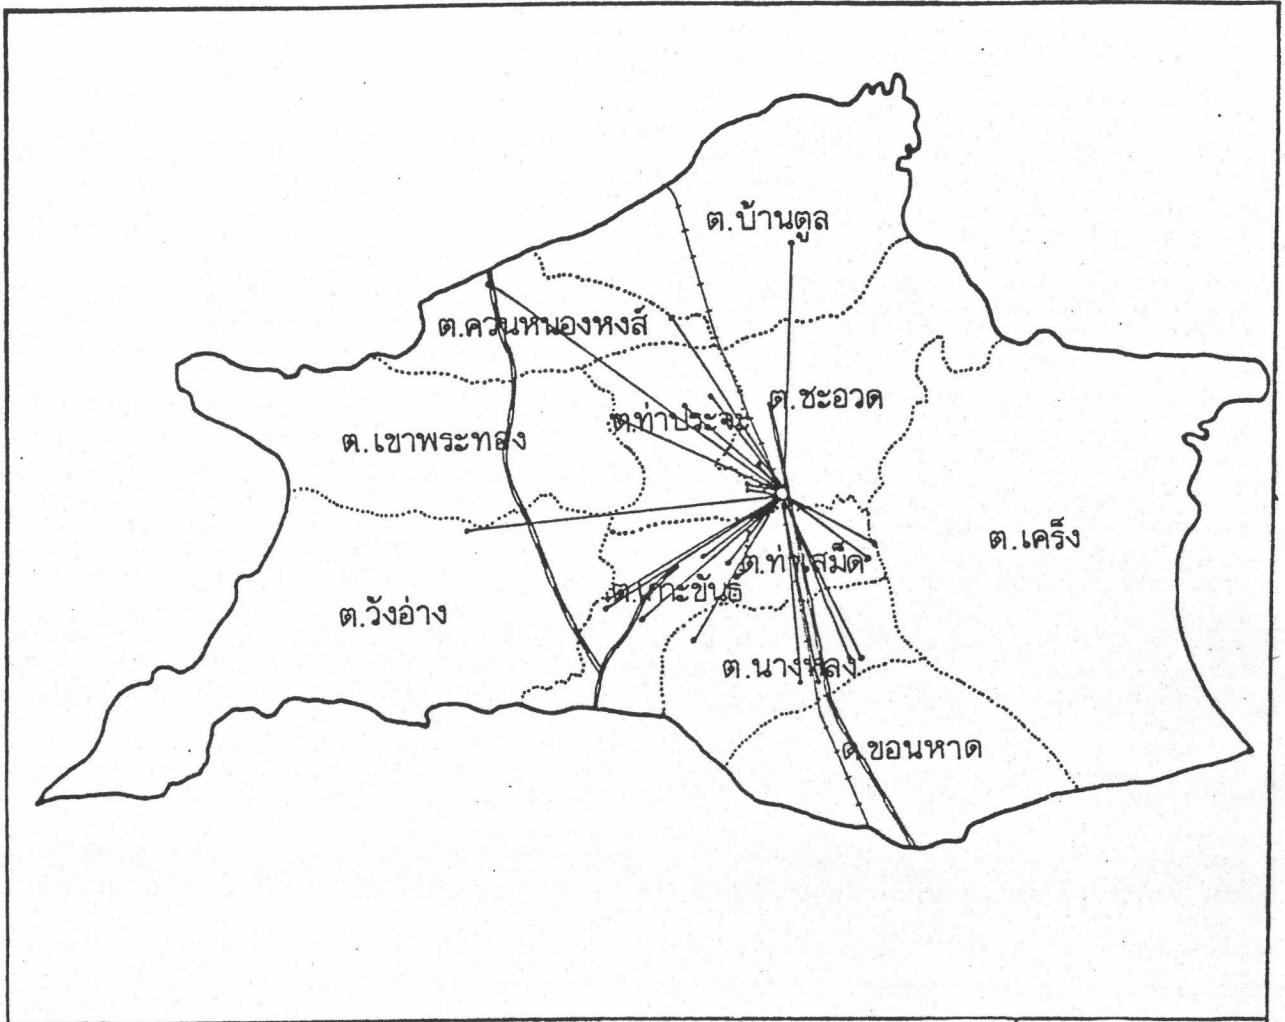 ต.บ้านตูล
ต.ควนหนองหงส์
ต.ชะอวด
ต.ท่าประจะ
ต.เขาพระทอง
ต.เคร็ง
ต.ท่าเสม็ด
ต.เกาะขันธ์
ต.วังอ่าง
ต.นางหลง
ต.ขอนหาด